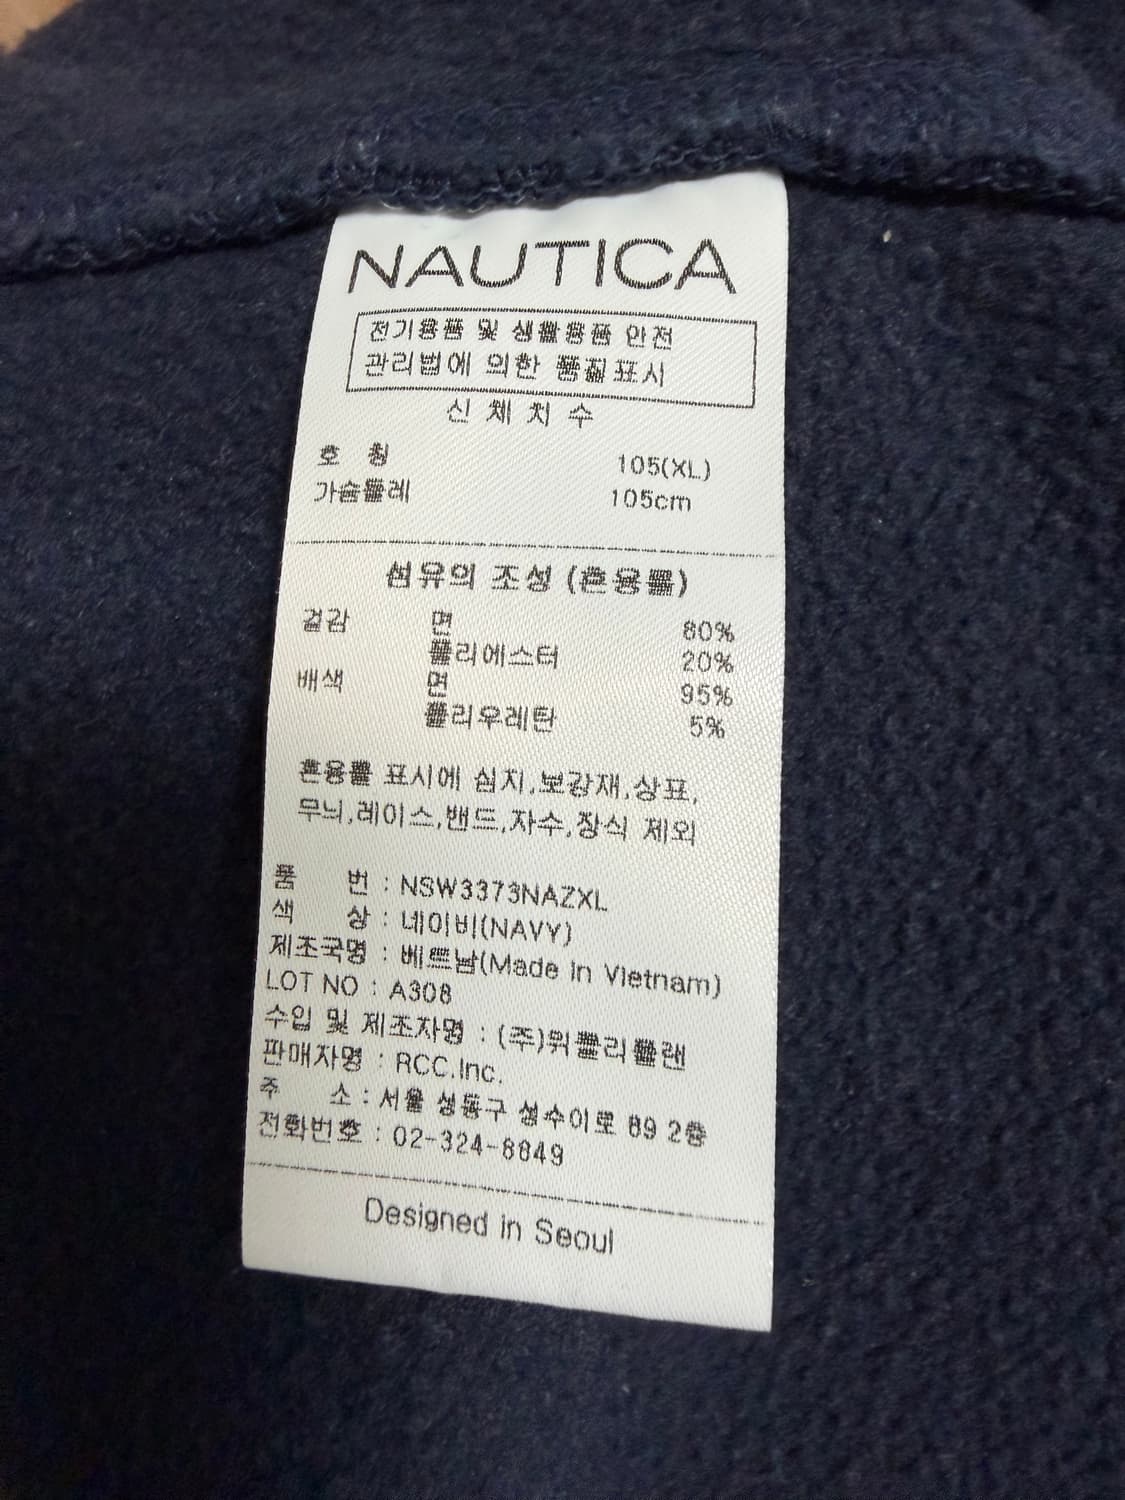 NAUTICA
전기용품 및 생활용품 안전
관리법에 의한 품질표시
신 체 치 수
호 칭 105(XL)
가슴둘레 105cm
섬유의 조성 (혼용률)
겉감 면 80%
폴리에스터 20%
배색 면 95%
폴리우레탄 5%
혼용률 표시에 심지,보강재,상표,
무늬,레이스,밴드,자수,장식 제외
품 번 : NSW3373NAZXL
색 상 : 네이비(NAVY)
제조국명 : 베트남(Made in Vietnam)
LOT NO : A308
수입 및 제조자명 : (주)위플리랩
판매자명 : RCC.Inc.
주 소 : 서울 성동구 성수이로 89 2층
전화번호 : 02-324-8849
Designed in Seoul